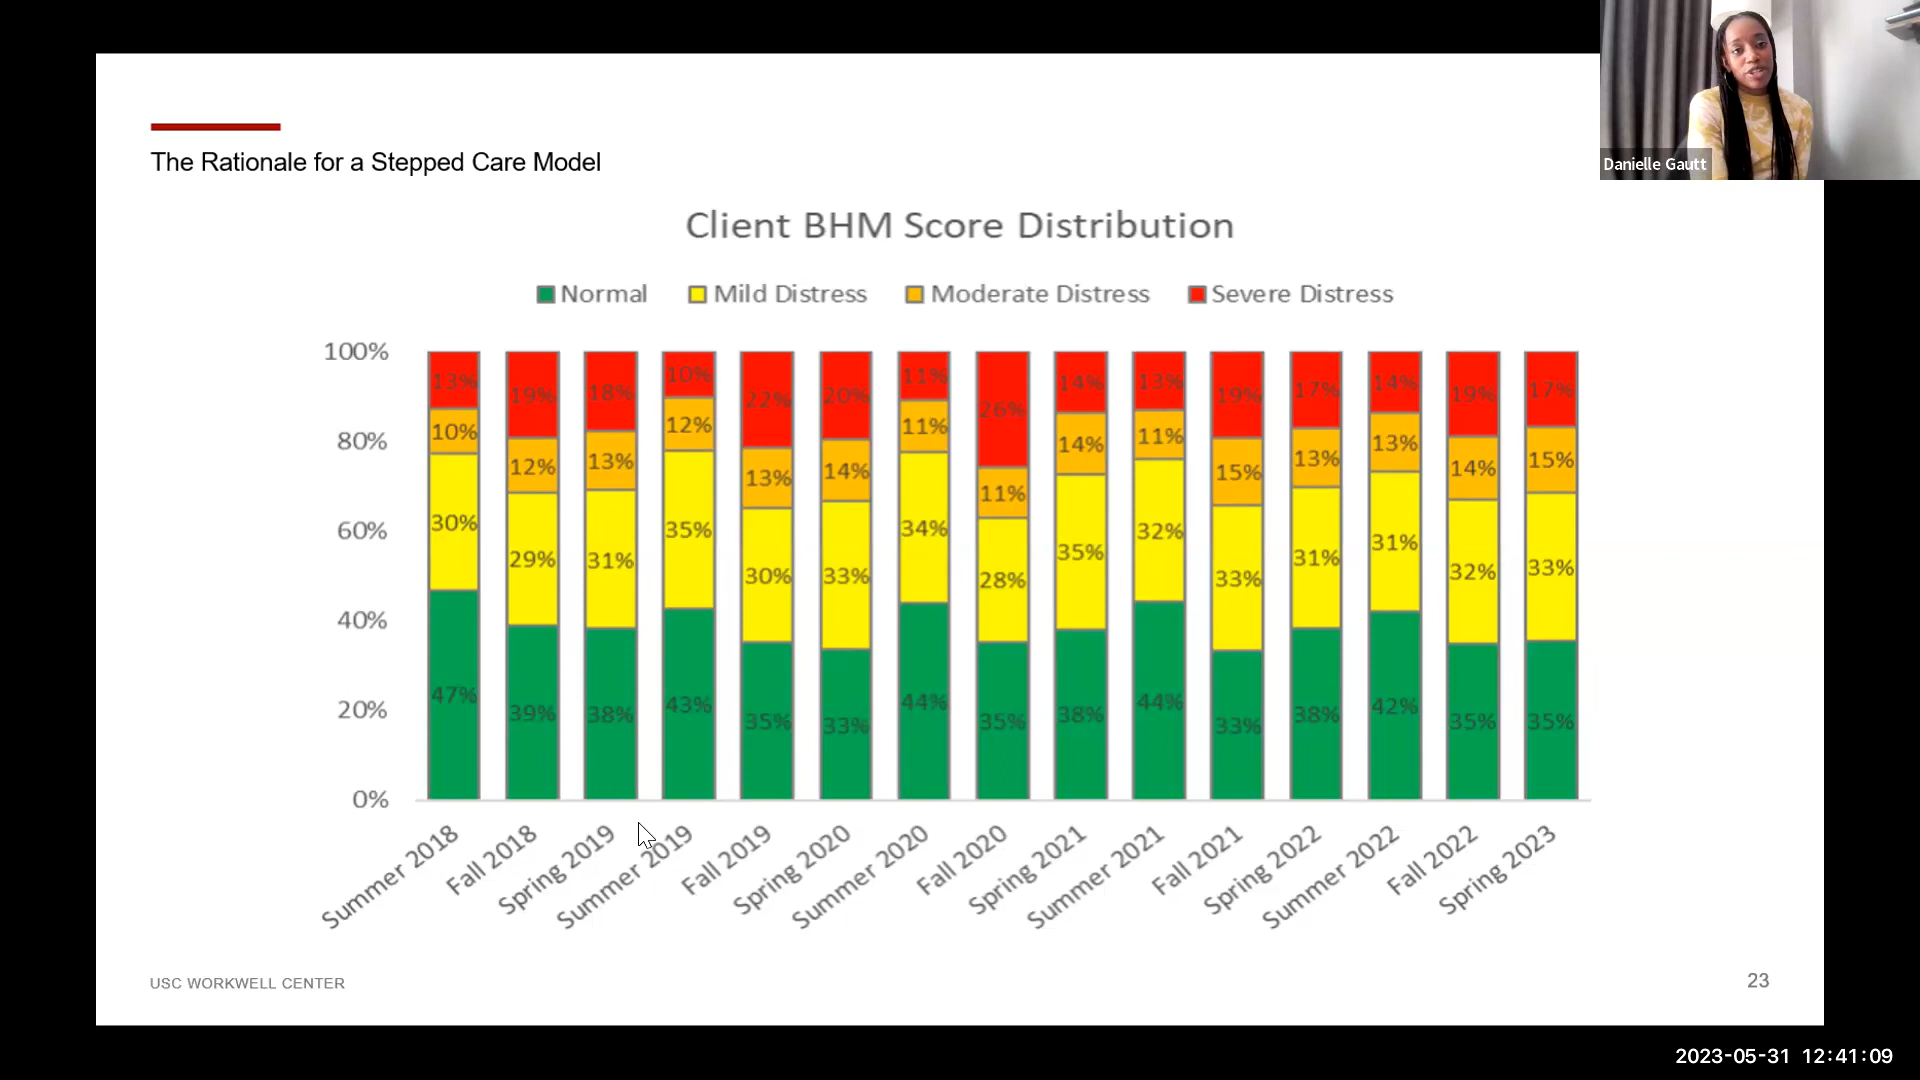 Danielle Gautt
The Rationale for a Stepped Care Model
Client BHM Score Distribution
Normal Mild Distress Moderate Distress Severe Distress
100%
80%
60%
40%
20%
0%
13% 19% 18% 10% 22% 20% 11% 26% 14% 13% 19% 17% 14% 19% 17%
10% 12% 13% 12% 13% 14% 11% 11% 14% 11% 15% 13% 13% 14% 15%
30% 29% 31% 35% 30% 33% 34% 28% 35% 32% 33% 31% 31% 32% 33%
47% 39% 38% 43% 35% 33% 44% 35% 38% 44% 33% 38% 42% 35% 35%
Summer 2018 Fall 2018 Spring 2019 Summer 2019 Fall 2019 Spring 2020 Summer 2020 Fall 2020 Spring 2021 Summer 2021 Fall 2021 Spring 2022 Summer 2022 Fall 2022 Spring 2023
USC WORKWELL CENTER
23
2023-05-31 12:41:09